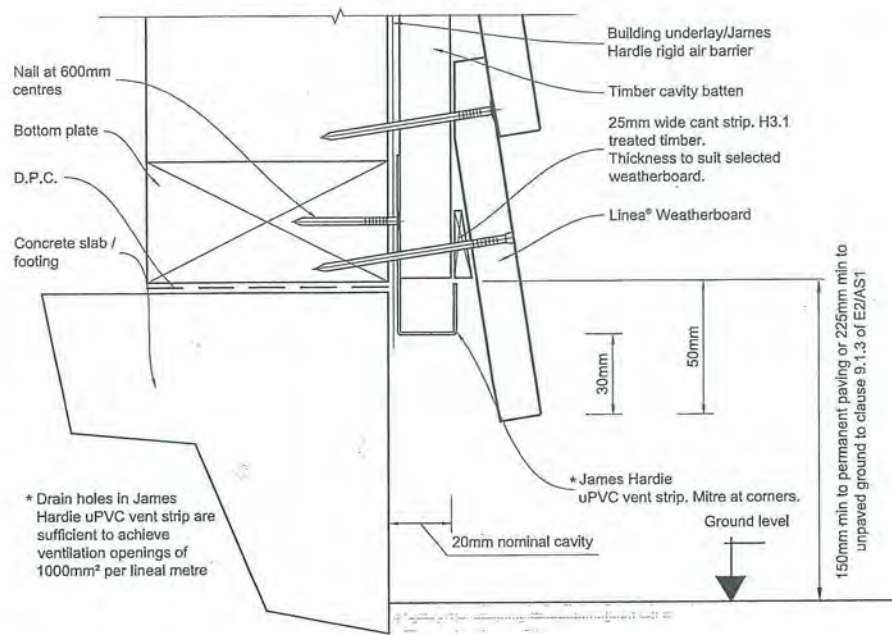 Building underlay/James
Hardie rigid air barrier
Nail at 600mm
centres
Timber cavity batten
Bottom plate
25mm wide cant strip. H3.1
treated timber.
Thickness to suit selected
weatherboard.
D.P.C.
Linea® Weatherboard
Concrete slab /
footing
30mm
50mm
150mm min to permanent paving or 225mm min to
unpaved ground to clause 9.1.3 of E2/AS1
* James Hardie
uPVC vent strip. Mitre at corners.
* Drain holes in James
Hardie uPVC vent strip are
sufficient to achieve
ventilation openings of
1000mm² per lineal metre
20mm nominal cavity
Ground level